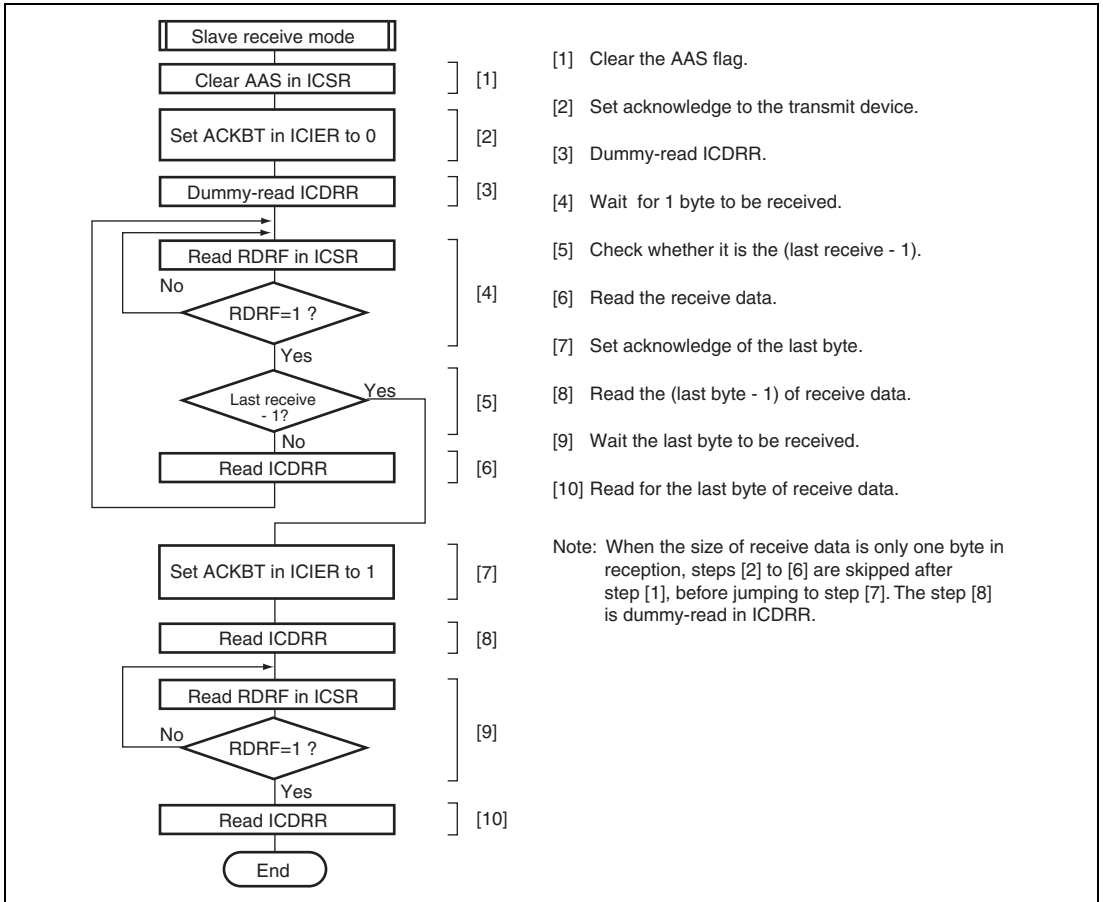 Slave receive mode
Clear AAS in ICSR
[1]
Set ACKBT in ICIER to 0
[2]
Dummy-read ICDRR
[3]
Read RDRF in ICSR
No
RDRF=1 ?
[4]
Yes
Last receive
- 1?
Yes
[5]
No
Read ICDRR
[6]
Set ACKBT in ICIER to 1
[7]
Read ICDRR
[8]
Read RDRF in ICSR
No
RDRF=1 ?
[9]
Yes
Read ICDRR
[10]
End
[1] Clear the AAS flag.
[2] Set acknowledge to the transmit device.
[3] Dummy-read ICDRR.
[4] Wait for 1 byte to be received.
[5] Check whether it is the (last receive - 1).
[6] Read the receive data.
[7] Set acknowledge of the last byte.
[8] Read the (last byte - 1) of receive data.
[9] Wait the last byte to be received.
[10] Read for the last byte of receive data.
Note: When the size of receive data is only one byte in
reception, steps [2] to [6] are skipped after
step [1], before jumping to step [7]. The step [8]
is dummy-read in ICDRR.